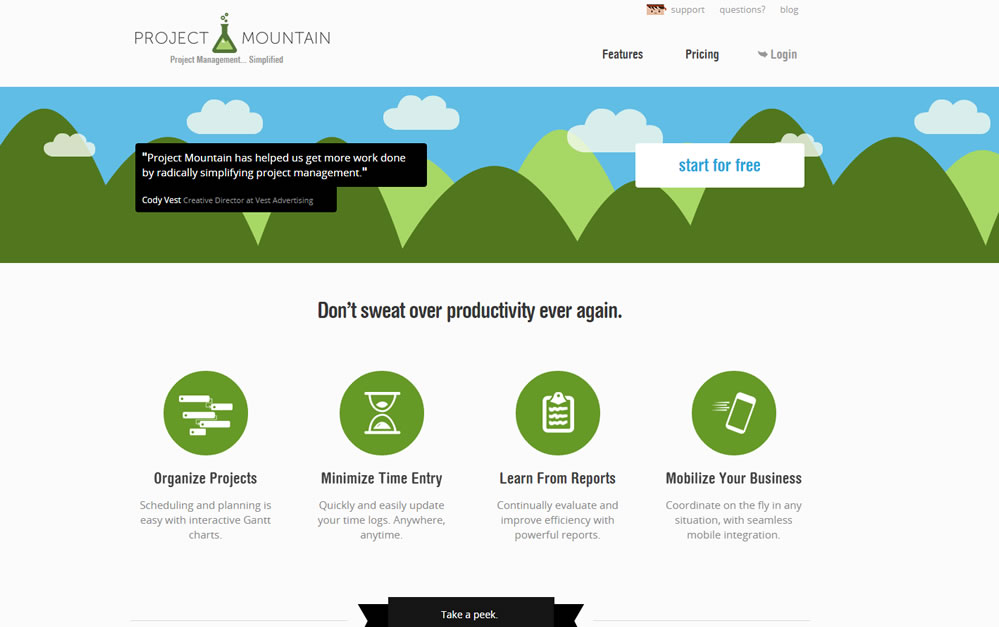 support questions? blog
PROJECT MOUNTAIN
Project Management... Simplified
Features Pricing Login
"Project Mountain has helped us get more work done
by radically simplifying project management."
Cody Vest Creative Director at Vest Advertising
start for free
Don't sweat over productivity ever again.
Organize Projects
Scheduling and planning is
easy with interactive Gantt
charts.
Minimize Time Entry
Quickly and easily update
your time logs. Anywhere,
anytime.
Learn From Reports
Continually evaluate and
improve efficiency with
powerful reports.
Mobilize Your Business
Coordinate on the fly in any
situation, with seamless
mobile integration.
Take a peek.